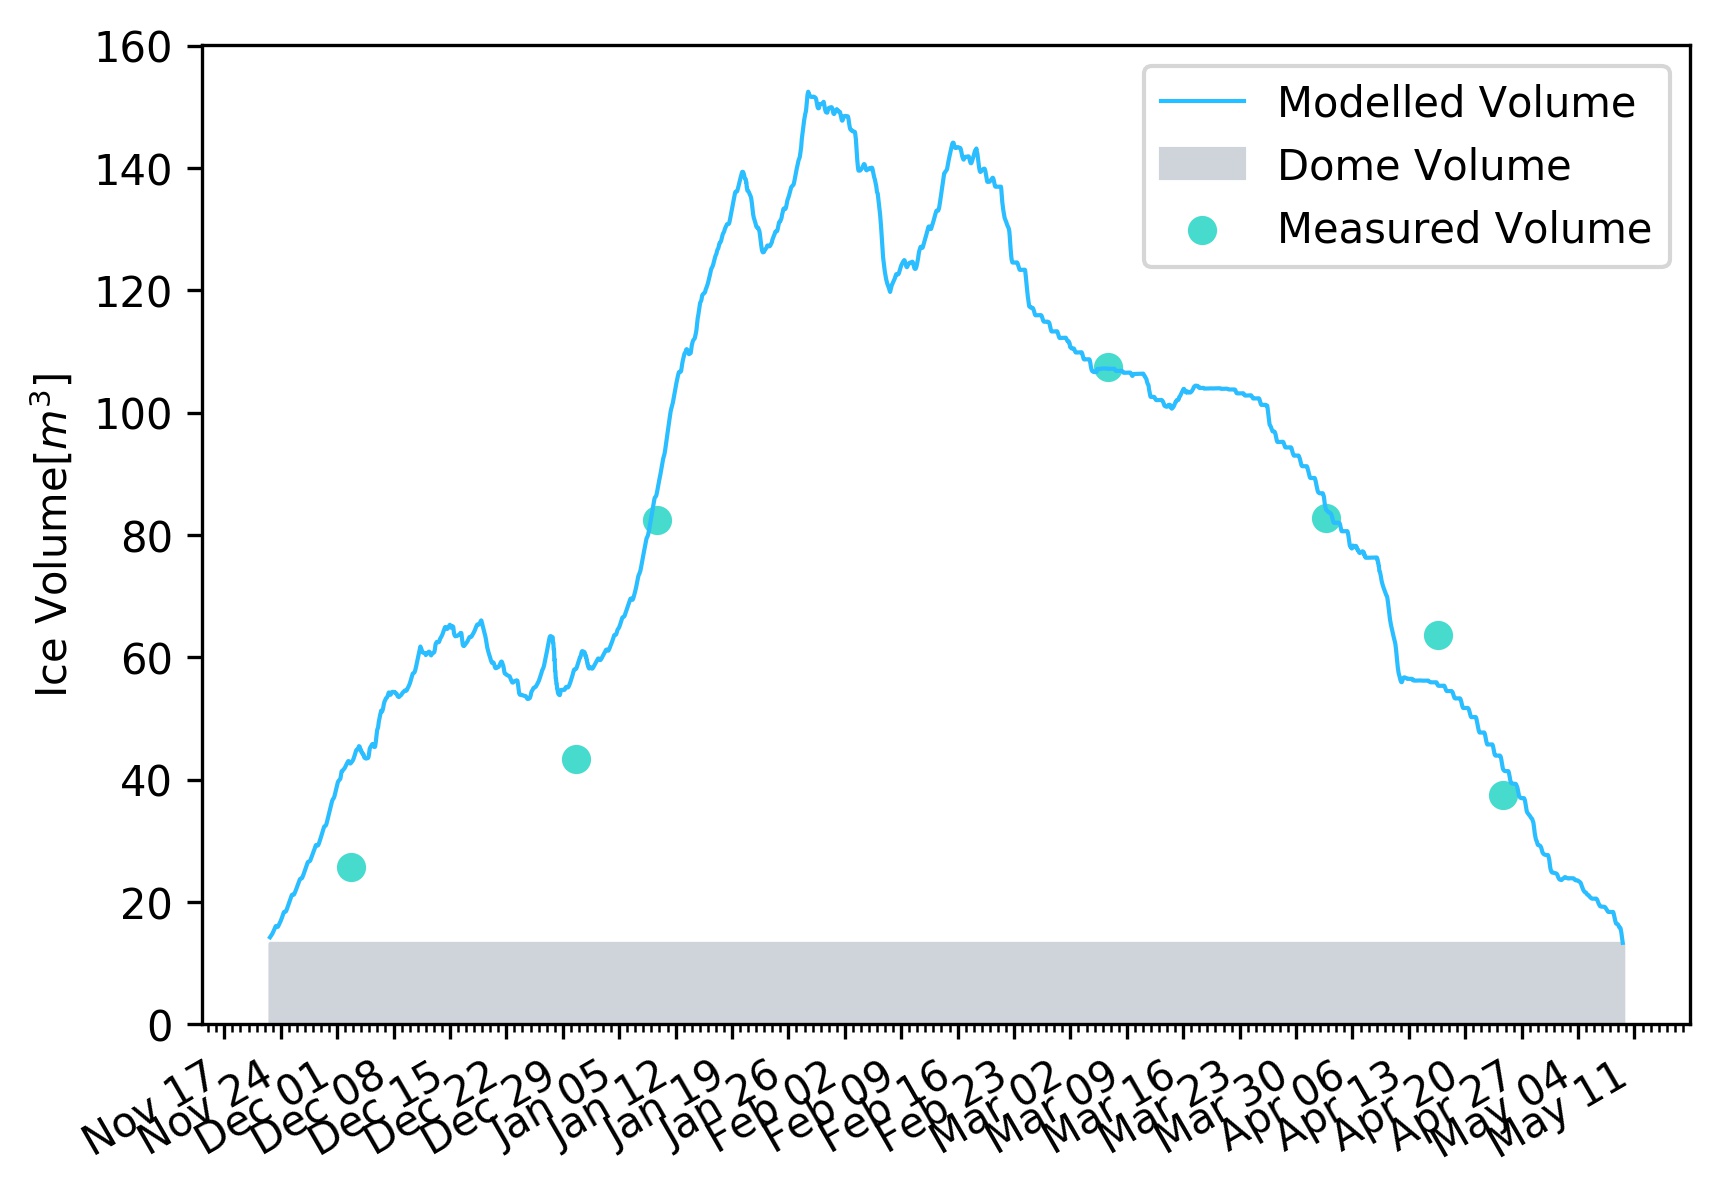 160
140
120
100
80
60
40
20
0
Ice Volume[m³]
Modelled Volume
Dome Volume
Measured Volume
Nov 17
Nov 24
Dec 01
Dec 08
Dec 15
Dec 22
Dec 29
Jan 05
Jan 12
Jan 19
Jan 26
Feb 02
Feb 09
Feb 16
Feb 23
Mar 02
Mar 09
Mar 16
Mar 23
Mar 30
Apr 06
Apr 13
Apr 20
Apr 27
May 04
May 11